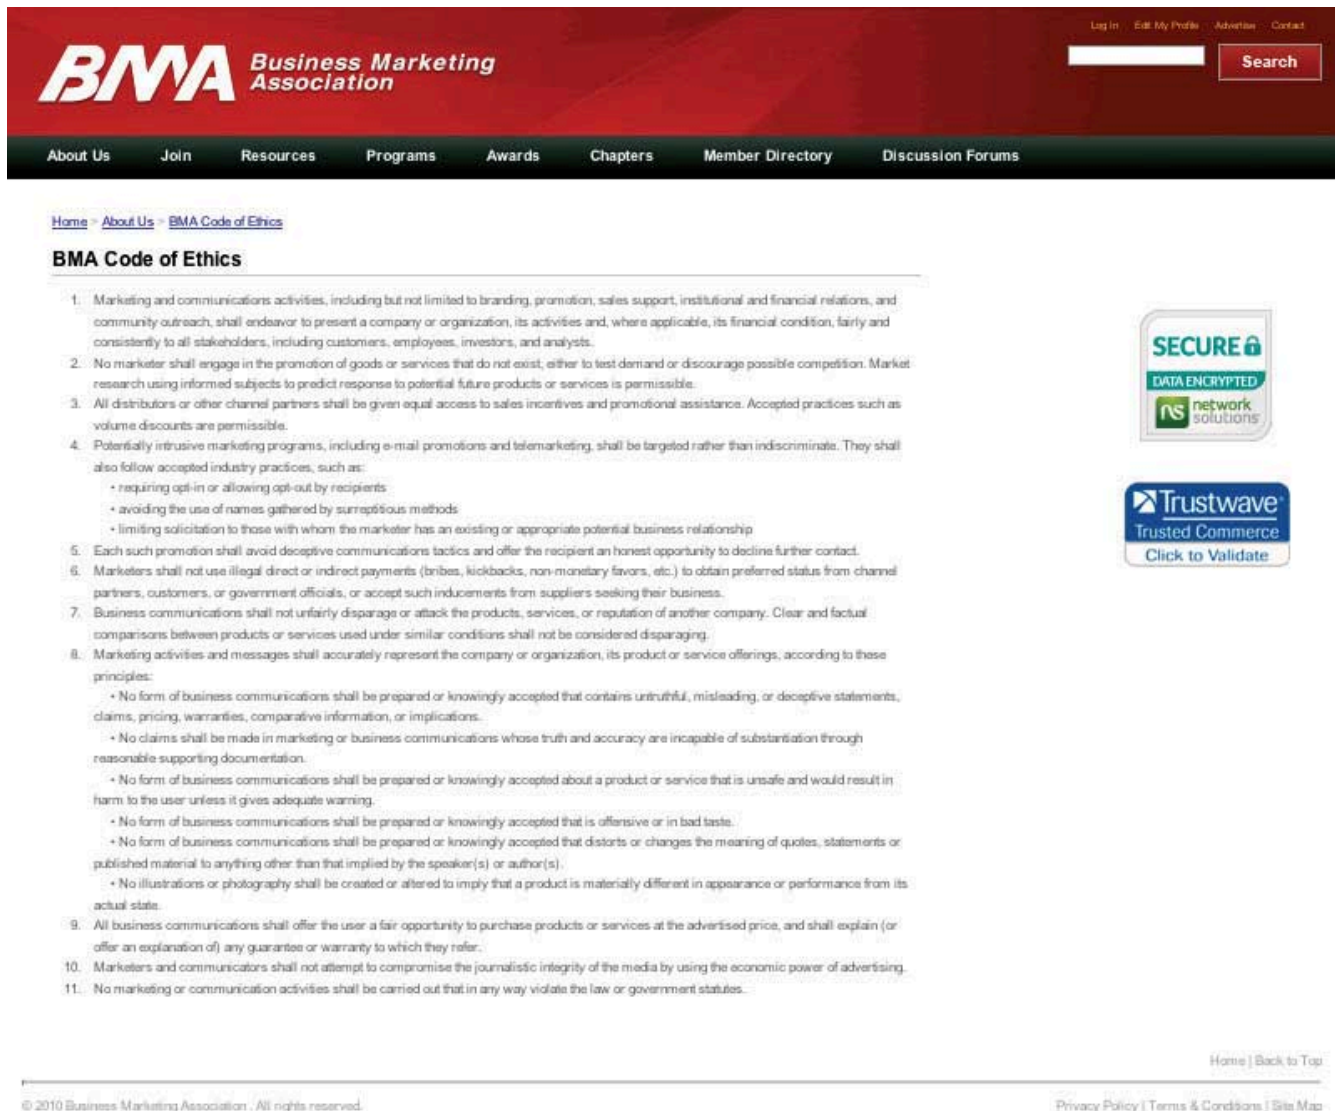 Log In Edit My Profile Advertise Contact
BMA Business Marketing
Association
Search
About Us Join Resources Programs Awards Chapters Member Directory Discussion Forums
Home > About Us > BMA Code of Ethics
BMA Code of Ethics
1. Marketing and communications activities, including but not limited to branding, promotion, sales support, institutional and financial relations, and
community outreach, shall endeavor to present a company or organization, its activities and, where applicable, its financial condition, fairly and
consistently to all stakeholders, including customers, employees, investors, and analysts.
2. No marketer shall engage in the promotion of goods or services that do not exist, either to test demand or discourage possible competition. Market
research using informed subjects to predict response to potential future products or services is permissible.
3. All distributors or other channel partners shall be given equal access to sales incentives and promotional assistance. Accepted practices such as
volume discounts are permissible.
4. Potentially intrusive marketing programs, including e-mail promotions and telemarketing, shall be targeted rather than indiscriminate. They shall
also follow accepted industry practices, such as:
• requiring opt-in or allowing opt-out by recipients
• avoiding the use of names gathered by surreptitious methods
• limiting solicitation to those with whom the marketer has an existing or appropriate potential business relationship
5. Each such promotion shall avoid deceptive communications tactics and offer the recipient an honest opportunity to decline further contact.
6. Marketers shall not use illegal direct or indirect payments (bribes, kickbacks, non-monetary favors, etc.) to obtain preferred status from channel
partners, customers, or government officials, or accept such inducements from suppliers seeking their business.
7. Business communications shall not unfairly disparage or attack the products, services, or reputation of another company. Clear and factual
comparisons between products or services used under similar conditions shall not be considered disparaging.
8. Marketing activities and messages shall accurately represent the company or organization, its product or service offerings, according to these
principles:
• No form of business communications shall be prepared or knowingly accepted that contains untruthful, misleading, or deceptive statements,
claims, pricing, warranties, comparative information, or implications.
• No claims shall be made in marketing or business communications whose truth and accuracy are incapable of substantiation through
reasonable supporting documentation.
• No form of business communications shall be prepared or knowingly accepted about a product or service that is unsafe and would result in
harm to the user unless it gives adequate warning.
• No form of business communications shall be prepared or knowingly accepted that is offensive or in bad taste.
• No form of business communications shall be prepared or knowingly accepted that distorts or changes the meaning of quotes, statements or
published material to anything other than that implied by the speaker(s) or author(s).
• No illustrations or photography shall be created or altered to imply that a product is materially different in appearance or performance from its
actual state.
9. All business communications shall offer the user a fair opportunity to purchase products or services at the advertised price, and shall explain (or
offer an explanation of) any guarantee or warranty to which they refer.
10. Marketers and communicators shall not attempt to compromise the journalistic integrity of the media by using the economic power of advertising.
11. No marketing or communication activities shall be carried out that in any way violate the law or government statutes.
SECURE
DATA ENCRYPTED
ns network
solutions
Trustwave
Trusted Commerce
Click to Validate
Home | Back to Top
© 2010 Business Marketing Association . All rights reserved.
Privacy Policy | Terms & Conditions | Site Map